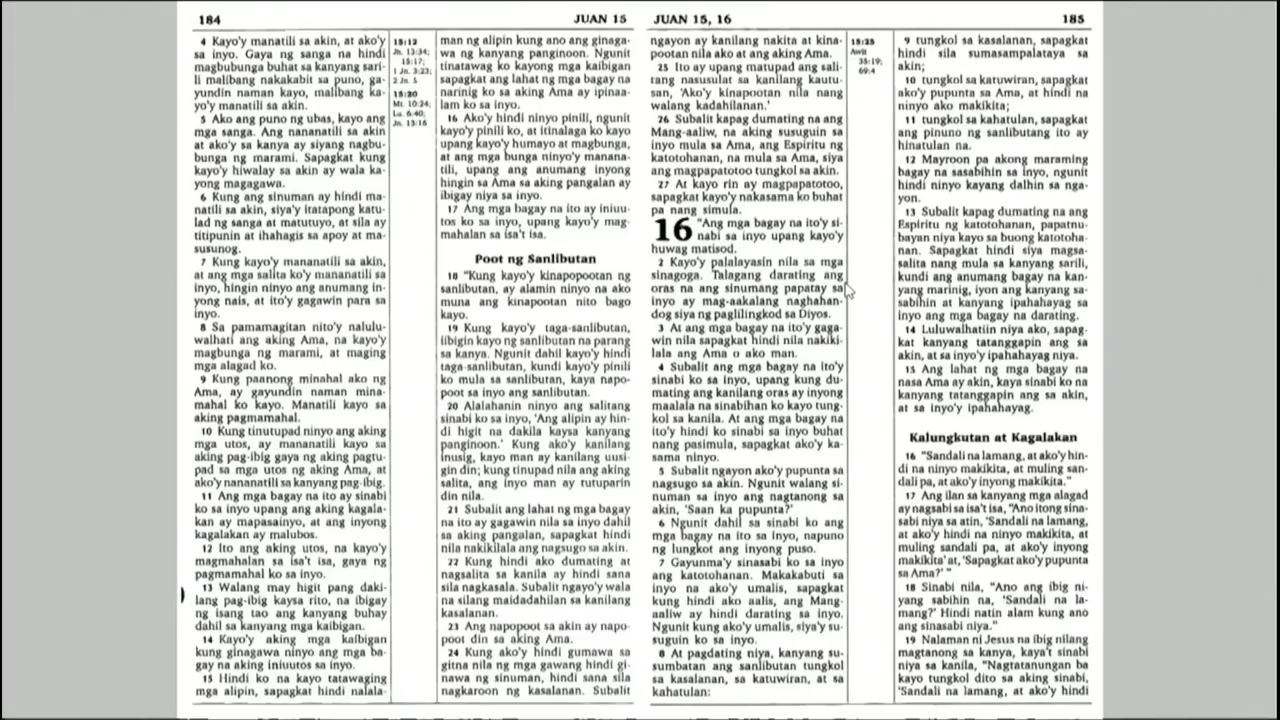 184
JUAN 15
4 Kayo'y manatili sa akin, at ako'y
sa inyo. Gaya ng sanga na hindi
magbubunga buhat sa kanyang sari-
li malibang nakakabit sa puno, ga-
yundin naman kayo, malibang ka-
yo'y manatili sa akin.
5 Ako ang puno ng ubas, kayo ang
mga sanga. Ang nananatili sa akin
at ako'y sa kanya ay siyang nagbu-
bunga ng marami. Sapagkat kung
kayo'y hiwalay sa akin ay wala ka-
yong magagawa.
6 Kung ang sinuman ay hindi ma-
natili sa akin, siya'y itatapong katu-
lad ng sanga at matutuyo, at sila ay
titipunin at ihahagis sa apoy at ma-
susunog.
7 Kung kayo'y mananatili sa akin,
at ang mga salita ko'y mananatili sa
inyo, hingin ninyo ang anumang in-
yong nais, at ito'y gagawin para sa
inyo.
8 Sa pamamagitan nito'y nalulu-
walhati ang aking Ama, na kayo'y
magbunga ng marami, at maging
mga alagad ko.
9 Kung paanong minahal ako ng
Ama, ay gayundin naman mina-
mahal ko kayo. Manatili kayo sa
aking pagmamahal.
10 Kung tinutupad ninyo ang aking
mga utos, ay mananatili kayo sa
aking pag-ibig gaya ng aking pagtu-
pad sa mga utos ng aking Ama, at
ako'y nananatili sa kanyang pag-ibig.
11 Ang mga bagay na ito ay sinabi
ko sa inyo upang ang aking kagala-
kan ay mapasainyo, at ang inyong
kagalakan ay malubos.
12 Ito ang aking utos, na kayo'y
magmahalan sa isa't isa, gaya ng
pagmamahal ko sa inyo.
13 Walang may higit pang daki-
lang pag-ibig kaysa rito, na ibigay
ng isang tao ang kanyang buhay
dahil sa kanyang mga kaibigan.
14 Kayo'y aking mga kaibigan
kung ginagawa ninyo ang mga ba-
gay na aking iniuutos sa inyo.
15 Hindi ko na kayo tatawaging
mga alipin, sapagkat hindi nalala-
15:12
Jn. 13:34;
15:17;
1 Jn. 3:23;
2 Jn. 5
15:20
Mt. 10:24;
Lu. 6:40;
Jn. 13:16
man ng alipin kung ano ang ginaga-
wa ng kanyang panginoon. Ngunit
tinatawag ko kayong mga kaibigan
sapagkat ang lahat ng mga bagay na
narinig ko sa aking Ama ay ipinaa-
lam ko sa inyo.
16 Ako'y hindi ninyo pinili, ngunit
kayo'y pinili ko, at itinalaga ko kayo
upang kayo'y humayo at magbunga,
at ang mga bunga ninyo'y manana-
tili, upang ang anumang inyong
hingin sa Ama sa aking pangalan ay
ibigay niya sa inyo.
17 Ang mga bagay na ito ay iniuu-
tos ko sa inyo, upang kayo'y mag-
mahalan sa isa't isa.
Poot ng Sanlibutan
18 "Kung kayo'y kinapopootan ng
sanlibutan, ay alamin ninyo na ako
muna ang kinapootan nito bago
kayo.
19 Kung kayo'y taga-sanlibutan,
iibigin kayo ng sanlibutan na parang
sa kanya. Ngunit dahil kayo'y hindi
taga-sanlibutan, kundi kayo'y pinili
ko mula sa sanlibutan, kaya napo-
poot sa inyo ang sanlibutan.
20 Alalahanin ninyo ang salitang
sinabi ko sa inyo, 'Ang alipin ay hin-
di higit na dakila kaysa kanyang
panginoon.' Kung ako'y kanilang
inusig, kayo man ay kanilang uusi-
gin din; kung tinupad nila ang aking
salita, ang inyo man ay tutuparin
din nila.
21 Subalit ang lahat ng mga bagay
na ito ay gagawin nila sa inyo dahil
sa aking pangalan, sapagkat hindi
nila nakikilala ang nagsugo sa akin.
22 Kung hindi ako dumating at
nagsalita sa kanila ay hindi sana
sila nagkasala. Subalit ngayo'y wala
na silang maidadahilan sa kanilang
kasalanan.
23 Ang napopoot sa akin ay napo-
poot din sa aking Ama.
24 Kung ako'y hindi gumawa sa
gitna nila ng mga gawang hindi gi-
nawa ng sinuman, hindi sana sila
nagkaroon ng kasalanan. Subalit
JUAN 15, 16
185
ngayon ay kanilang nakita at kina-
pootan nila ako at ang aking Ama.
25 Ito ay upang matupad ang sali-
tang nasusulat sa kanilang kautu-
san, 'Ako'y kinapootan nila nang
walang kadahilanan.'
26 Subalit kapag dumating na ang
Mang-aaliw, na aking susuguin sa
inyo mula sa Ama, ang Espiritu ng
katotohanan, na mula sa Ama, siya
ang magpapatotoo tungkol sa akin.
27 At kayo rin ay magpapatotoo,
sapagkat kayo'y nakasama ko buhat
pa nang simula.
16 "Ang mga bagay na ito'y si-
nabi sa inyo upang kayo'y
huwag matisod.
2 Kayo'y palalayasin nila sa mga
sinagoga. Talagang darating ang
oras na ang sinumang papatay sa
inyo ay mag-aakalang naghahan-
dog siya ng paglilingkod sa Diyos.
3 At ang mga bagay na ito'y gaga-
win nila sapagkat hindi nila nakiki-
lala ang Ama o ako man.
4 Subalit ang mga bagay na ito'y
sinabi ko sa inyo, upang kung du-
mating ang kanilang oras ay inyong
maalala na sinabihan ko kayo tung-
kol sa kanila. At ang mga bagay na
ito'y hindi ko sinabi sa inyo buhat
nang pasimula, sapagkat ako'y ka-
sama ninyo.
5 Subalit ngayon ako'y pupunta sa
nagsugo sa akin. Ngunit walang si-
numan sa inyo ang nagtanong sa
akin, 'Saan ka pupunta?'
6 Ngunit dahil sa sinabi ko ang
mga bagay na ito sa inyo, napuno
ng lungkot ang inyong puso.
7 Gayunma'y sinasabi ko sa inyo
ang katotohanan. Makakabuti sa
inyo na ako'y umalis, sapagkat
kung hindi ako aalis, ang Mang-
aaliw ay hindi darating sa inyo.
Ngunit kung ako'y umalis, siya'y su-
suguin ko sa inyo.
8 At pagdating niya, kanyang su-
sumbatan ang sanlibutan tungkol
sa kasalanan, sa katuwiran, at sa
kahatulan:
15:25
Awit
35:19;
69:4
9 tungkol sa kasalanan, sapagkat
hindi sila sumasampalataya sa
akin;
10 tungkol sa katuwiran, sapagkat
ako'y pupunta sa Ama, at hindi na
ninyo ako makikita;
11 tungkol sa kahatulan, sapagkat
ang pinuno ng sanlibutang ito ay
hinatulan na.
12 Mayroon pa akong maraming
bagay na sasabihin sa inyo, ngunit
hindi ninyo kayang dalhin sa nga-
yon.
13 Subalit kapag dumating na ang
Espiritu ng katotohanan, papatnu-
bayan niya kayo sa buong katotoha-
nan. Sapagkat hindi siya magsa-
salita nang mula sa kanyang sarili,
kundi ang anumang bagay na kan-
yang marinig, iyon ang kanyang sa-
sabihin at kanyang ipahahayag sa
inyo ang mga bagay na darating.
14 Luluwalhatiin niya ako, sapag-
kat kanyang tatanggapin ang sa
akin, at sa inyo'y ipahahayag niya.
15 Ang lahat ng mga bagay na
nasa Ama ay akin, kaya sinabi ko na
kanyang tatanggapin ang sa akin,
at sa inyo'y ipahahayag.
Kalungkutan at Kagalakan
16 "Sandali na lamang, at ako'y hin-
di na ninyo makikita, at muling san-
dali pa, at ako'y inyong makikita."
17 Ang ilan sa kanyang mga alagad
ay nagsabi sa isa't isa, "Ano itong sina-
sabi niya sa atin, 'Sandali na lamang,
at ako'y hindi na ninyo makikita, at
muling sandali pa, at ako'y inyong
makikita' at, 'Sapagkat ako'y pupunta
sa Ama?' "
18 Sinabi nila, "Ano ang ibig ni-
yang sabihin na, 'Sandali na la-
mang?' Hindi natin alam kung ano
ang sinasabi niya."
19 Nalaman ni Jesus na ibig nilang
magtanong sa kanya, kaya't sinabi
niya sa kanila, "Nagtatanungan ba
kayo tungkol dito sa aking sinabi,
'Sandali na lamang, at ako'y hindi